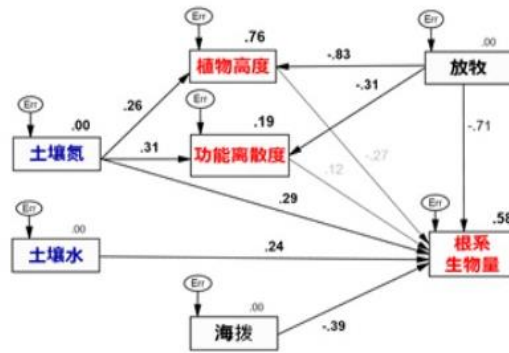 Err
Err
.76
.00
植物高度
-.83
放牧
-.31
Err
Err
.26
.00
.19
土壤氮
.31
功能离散度
-.71
.12
-.27
Err
.29
Err
.00
.58
土壤水
.24
根系
生物量
Err
.00
海拨
-.39